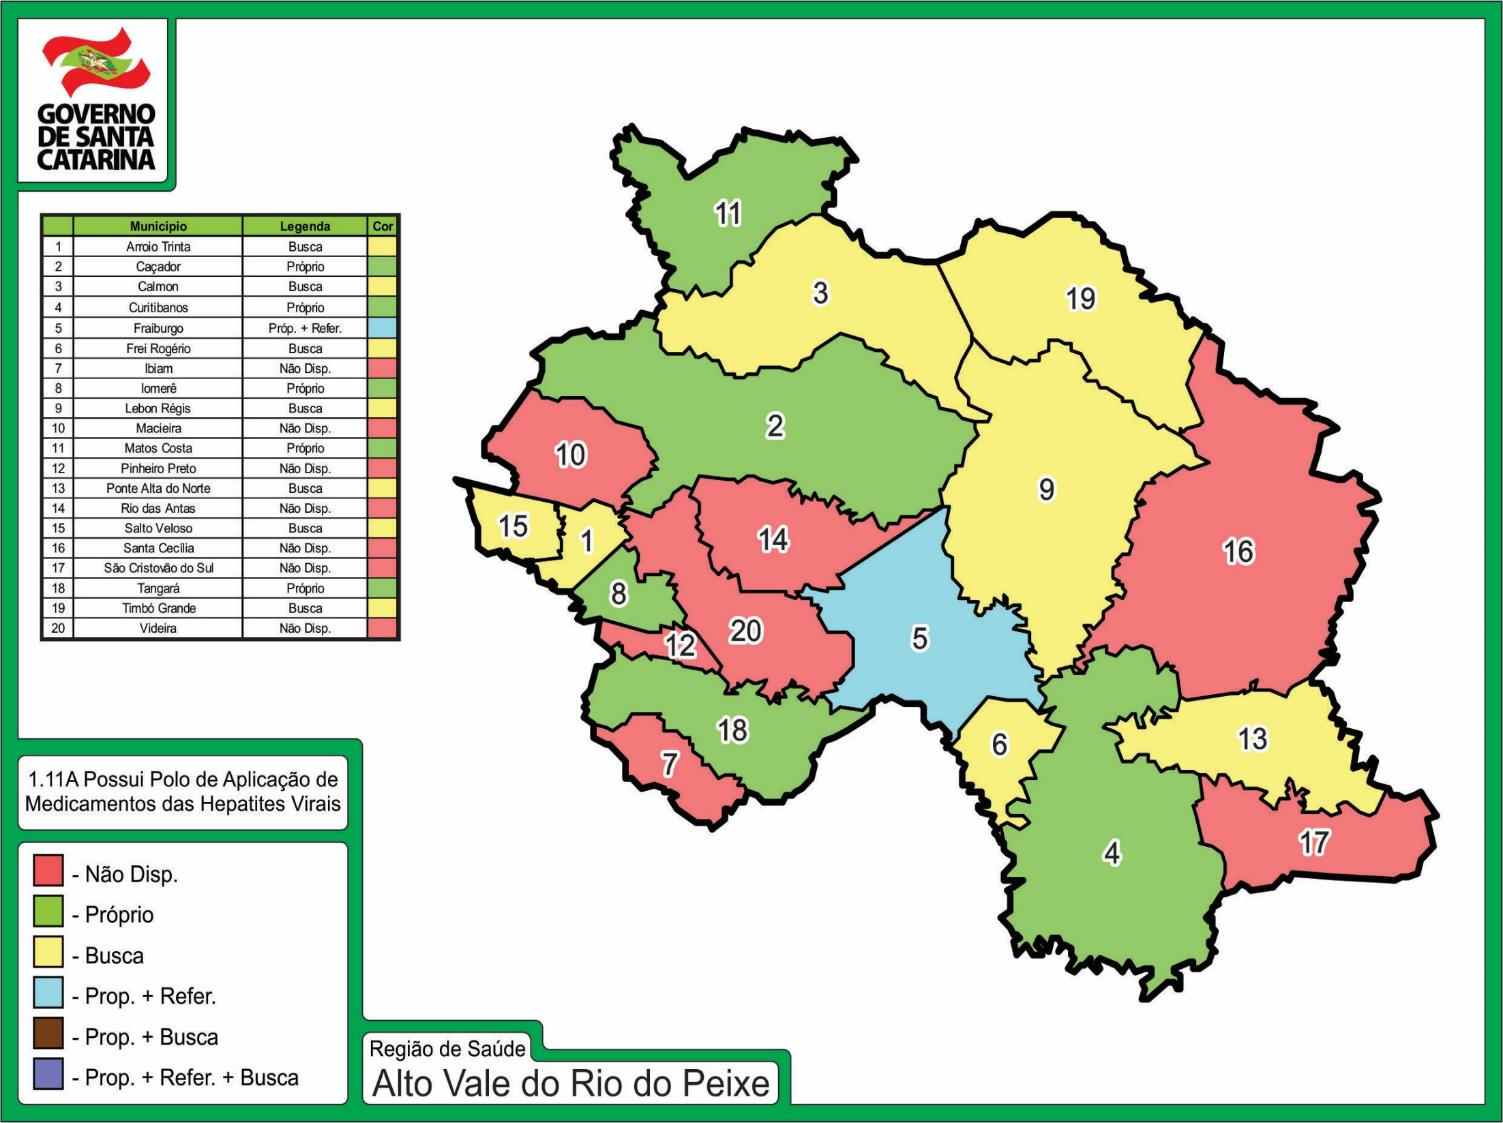 GOVERNO
DE SANTA
CATARINA
Município Legenda Cor
1 Arroio Trinta Busca
2 Caçador Próprio
3 Calmon Busca
4 Curitibanos Próprio
5 Fraiburgo Próp. + Refer.
6 Frei Rogério Busca
7 Ibiam Não Disp.
8 Iomerê Próprio
9 Lebon Régis Busca
10 Macieira Não Disp.
11 Matos Costa Próprio
12 Pinheiro Preto Não Disp.
13 Ponte Alta do Norte Busca
14 Rio das Antas Não Disp.
15 Salto Veloso Busca
16 Santa Cecília Não Disp.
17 São Cristovão do Sul Não Disp.
18 Tangará Próprio
19 Timbó Grande Busca
20 Videira Não Disp.
11
3
19
2
10
9
15
1
14
16
8
12
20
5
18
7
6
13
4
17
1.11A Possui Polo de Aplicação de
Medicamentos das Hepatites Virais
- Não Disp.
- Próprio
- Busca
- Prop. + Refer.
- Prop. + Busca
- Prop. + Refer. + Busca
Região de Saúde
Alto Vale do Rio do Peixe